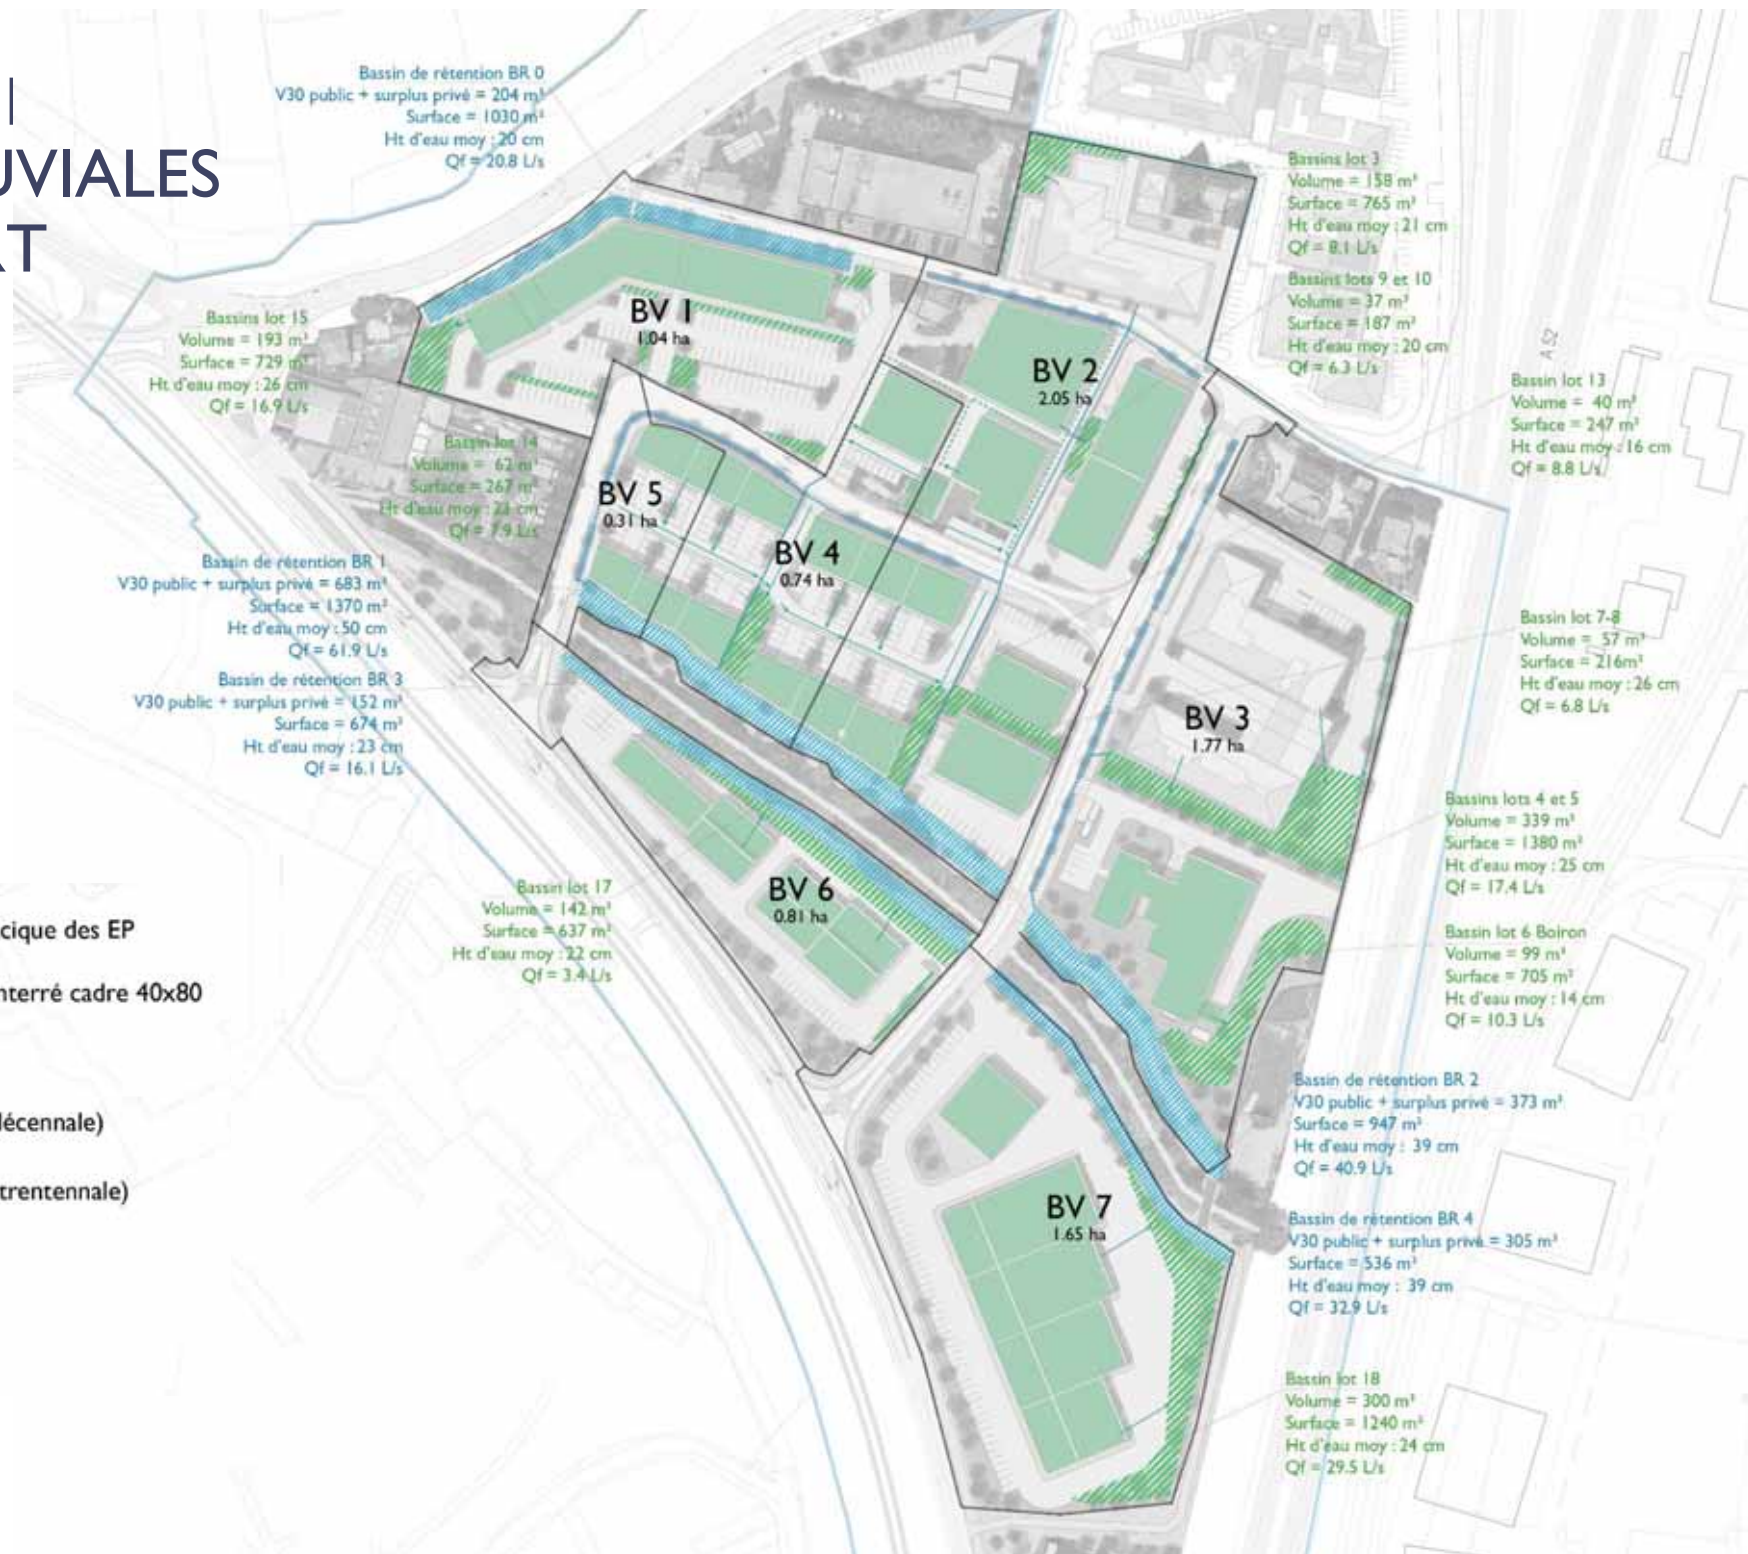 UVIALES
Bassin de rétention BR 0
V30 public + surplus privé = 204 m³
Surface = 1030 m²
Ht d'eau moy : 20 cm
Qf = 20.8 L/s
Bassins lot 3
Volume = 158 m³
Surface = 765 m²
Ht d'eau moy : 21 cm
Qf = 8.1 L/s
Bassins lots 9 et 10
Volume = 37 m³
Surface = 187 m²
Ht d'eau moy : 20 cm
Qf = 6.3 L/s
A 52
Bassin lot 13
Volume = 40 m³
Surface = 247 m²
Ht d'eau moy : 16 cm
Qf = 8.8 L/s
Bassins lot 15
Volume = 193 m³
Surface = 729 m²
Ht d'eau moy : 26 cm
Qf = 16.9 L/s
BV 1
1.04 ha
BV 2
2.05 ha
Bassin lot 14
Volume = 62 m³
Surface = 267 m²
Ht d'eau moy : cm
Qf = 7.9 L/s
BV 5
0.31 ha
BV 4
0.74 ha
Bassin de rétention BR 1
V30 public + surplus privé = 683 m³
Surface = 1370 m²
Ht d'eau moy : 50 cm
Qf = 61.9 L/s
Bassin de rétention BR 3
V30 public + surplus privé = 152 m³
Surface = 674 m²
Ht d'eau moy : 23 cm
Qf = 16.1 L/s
Bassin lot 7-8
Volume = 57 m³
Surface = 216m²
Ht d'eau moy : 26 cm
Qf = 6.8 L/s
BV 3
1.77 ha
Bassins lots 4 et 5
Volume = 339 m³
Surface = 1380 m²
Ht d'eau moy : 25 cm
Qf = 17.4 L/s
Bassin lot 17
Volume = 142 m³
Surface = 637 m²
Ht d'eau moy : 22 cm
Qf = 3.4 L/s
BV 6
0.81 ha
Bassin lot 6 Boiron
Volume = 99 m³
Surface = 705 m²
Ht d'eau moy : 14 cm
Qf = 10.3 L/s
cique des EP
nterré cadre 40x80
écennale)
trentennale)
Bassin de rétention BR 2
V30 public + surplus privé = 373 m³
Surface = 947 m²
Ht d'eau moy : 39 cm
Qf = 40.9 L/s
BV 7
1.65 ha
Bassin de rétention BR 4
V30 public + surplus privé = 305 m³
Surface = 536 m²
Ht d'eau moy : 39 cm
Qf = 32.9 L/s
Bassin lot 18
Volume = 300 m³
Surface = 1240 m²
Ht d'eau moy : 24 cm
Qf = 29.5 L/s